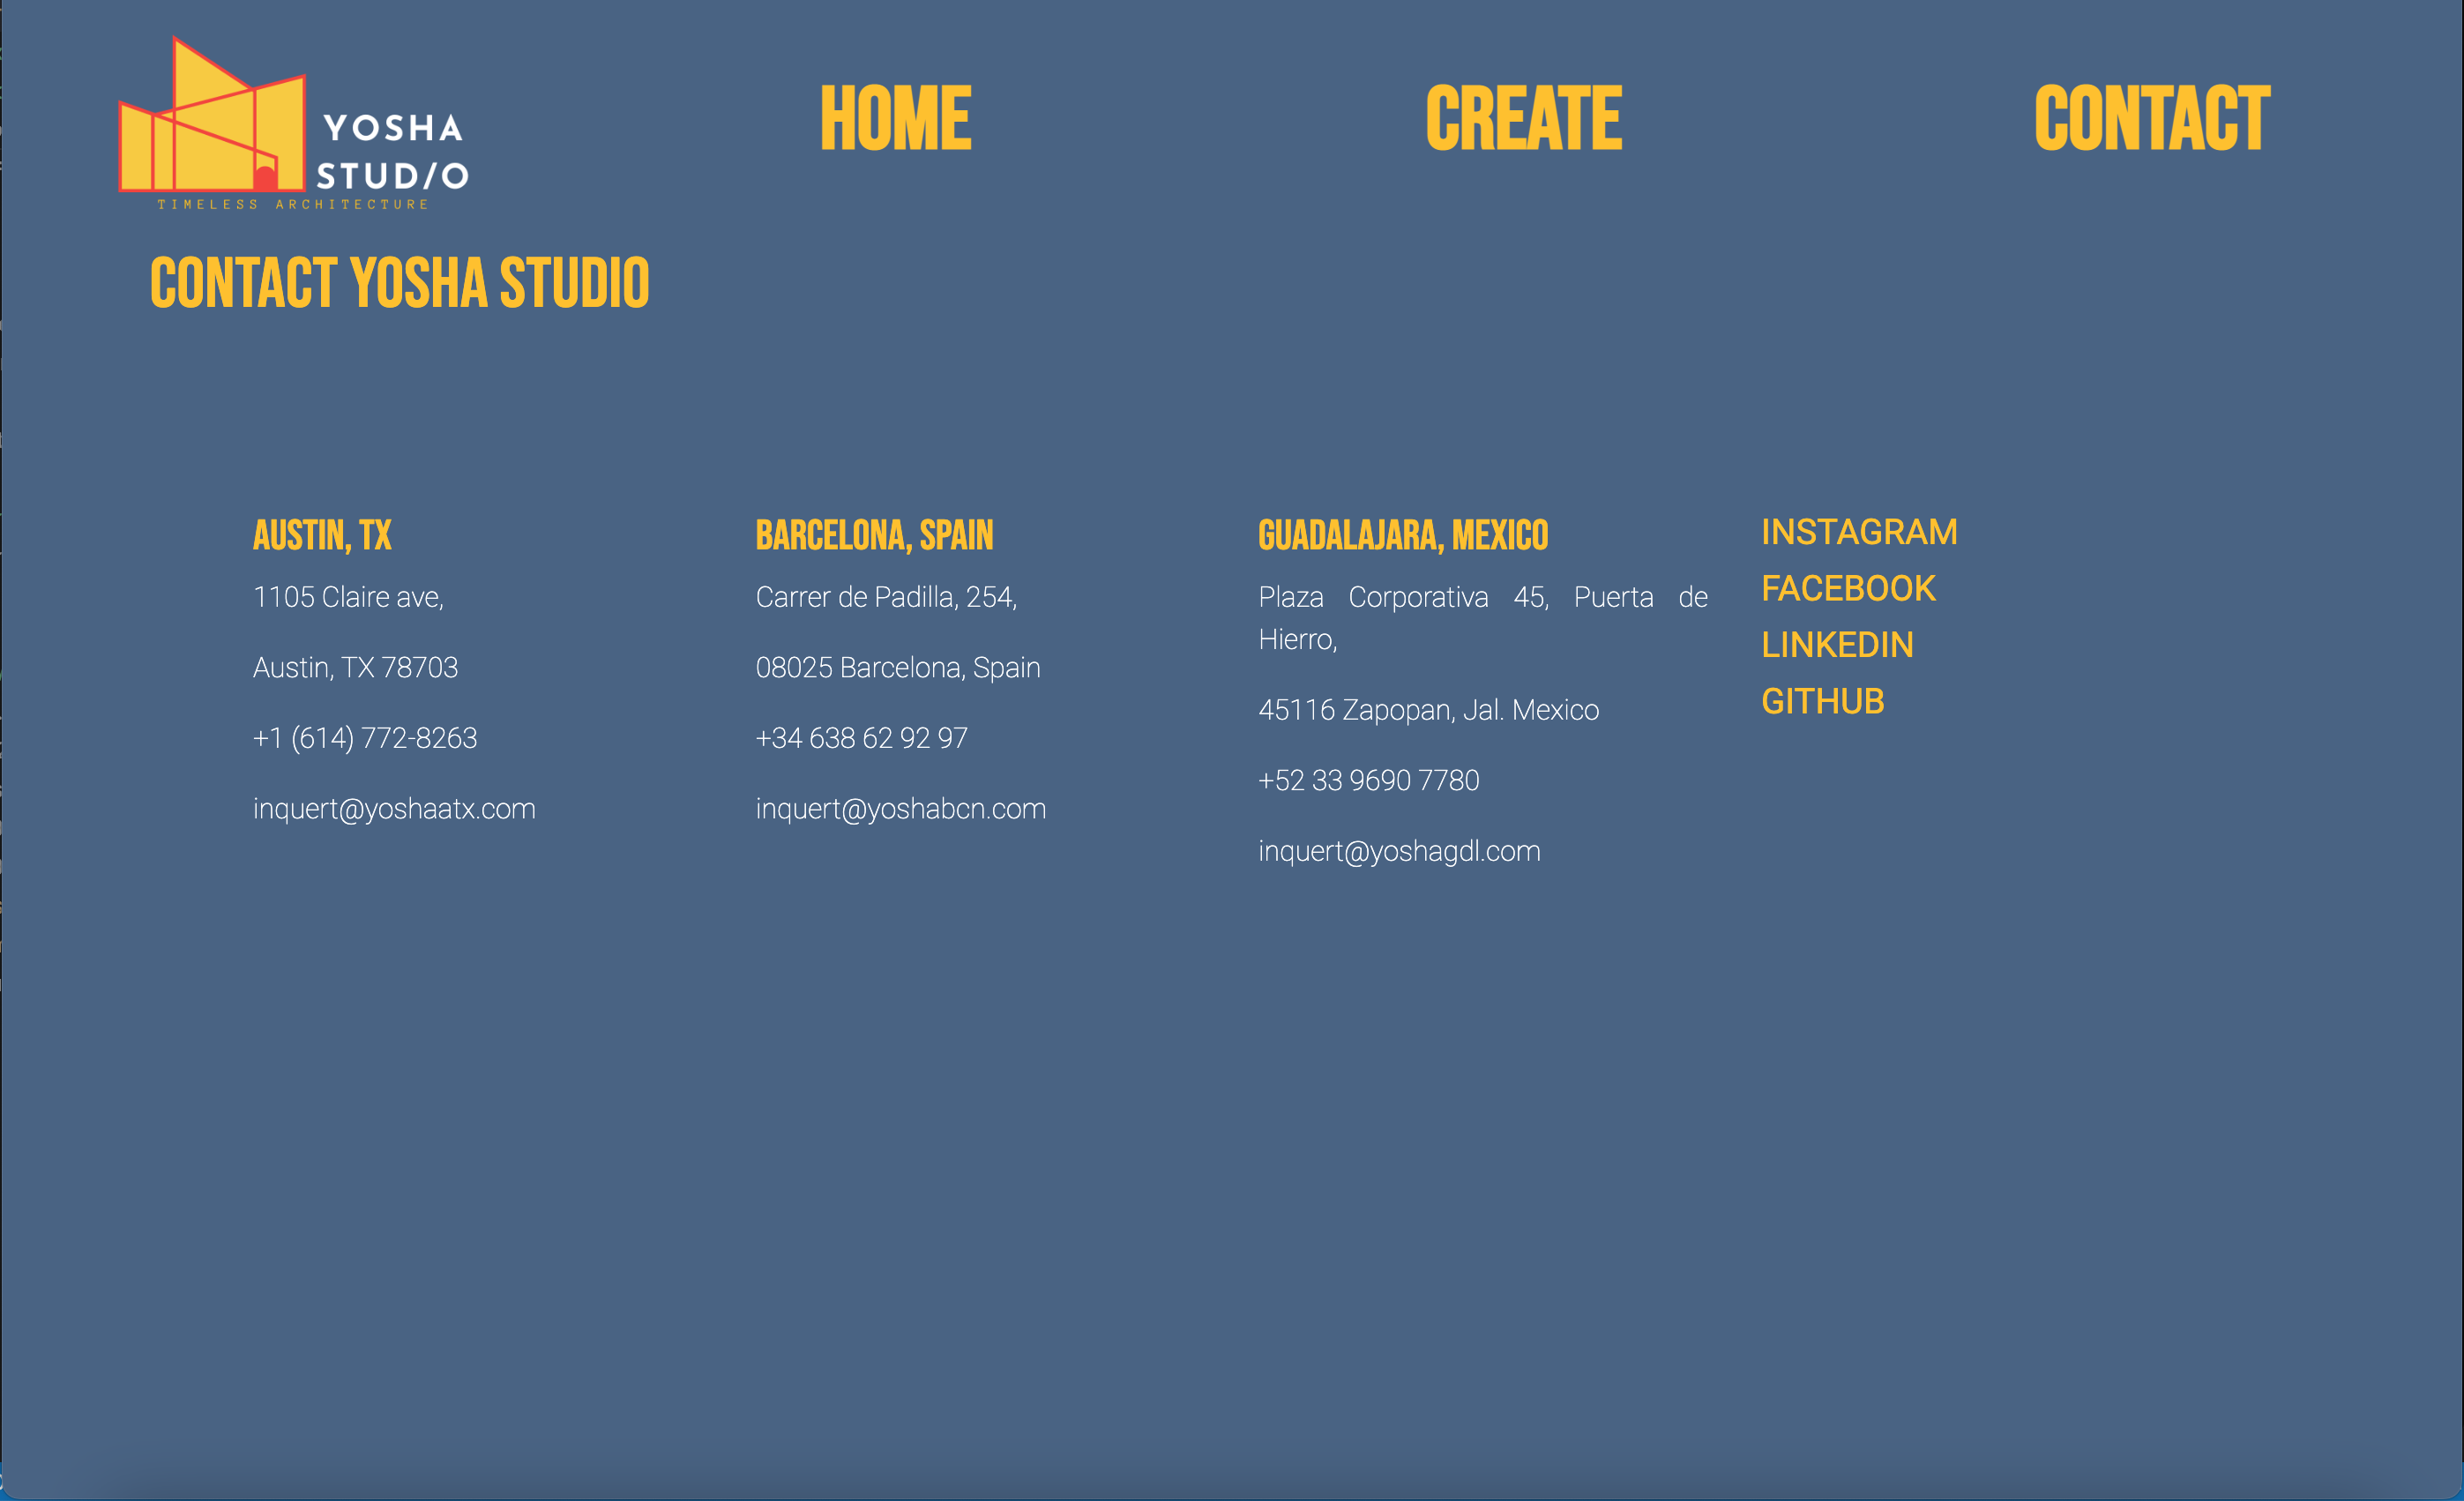 YOSHA
STUD/O
TIMELESS ARCHITECTURE
HOME
CREATE
CONTACT
CONTACT YOSHA STUDIO
AUSTIN, TX
1105 Claire ave,
Austin, TX 78703
+1 (614) 772-8263
inquert@yoshaatx.com
BARCELONA, SPAIN
Carrer de Padilla, 254,
08025 Barcelona, Spain
+34 638 62 92 97
inquert@yoshabcn.com
GUADALAJARA, MEXICO
Plaza Corporativa 45, Puerta de
Hierro,
45116 Zapopan, Jal. Mexico
+52 33 9690 7780
inquert@yoshagdl.com
INSTAGRAM
FACEBOOK
LINKEDIN
GITHUB